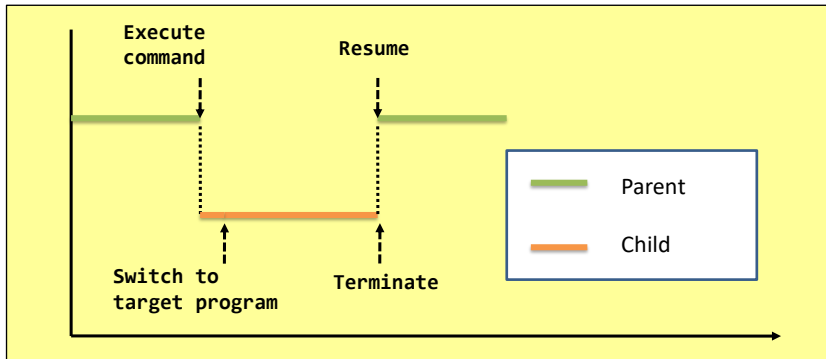 Execute
command
Resume
Parent
Child
Switch to
target program
Terminate